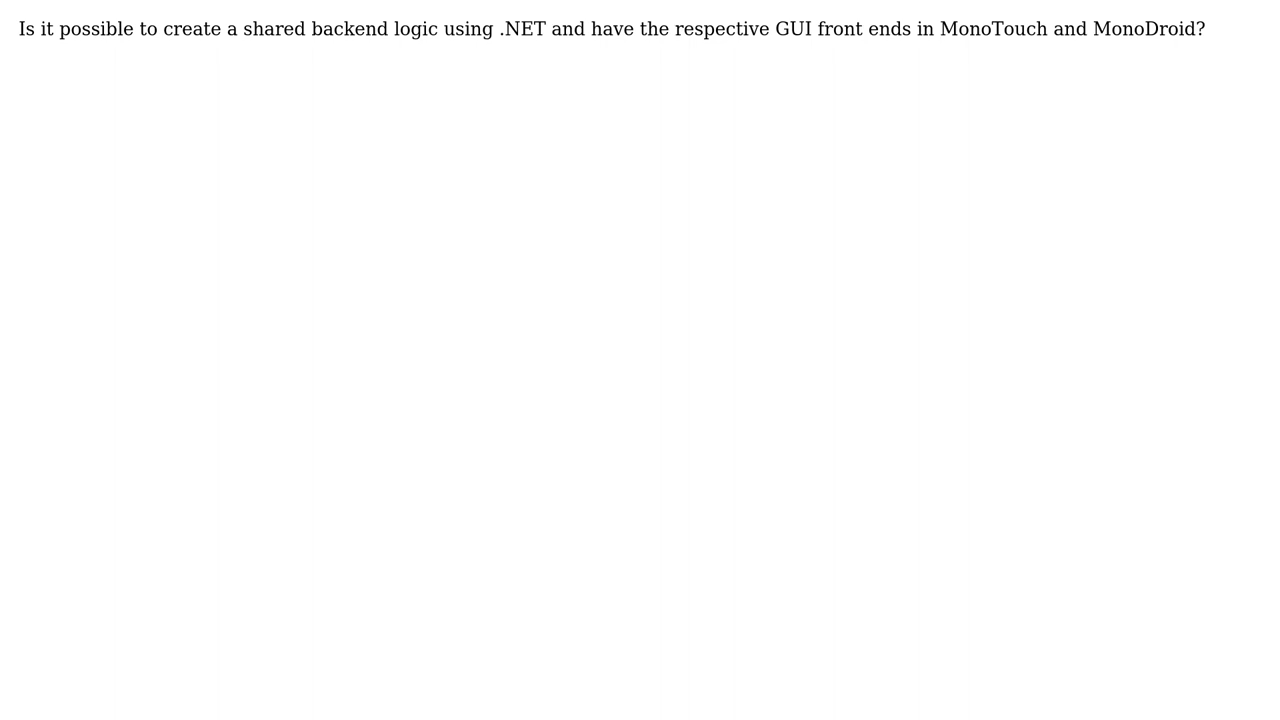 Is it possible to create a shared backend logic using .NET and have the respective GUI front ends in MonoTouch and MonoDroid?